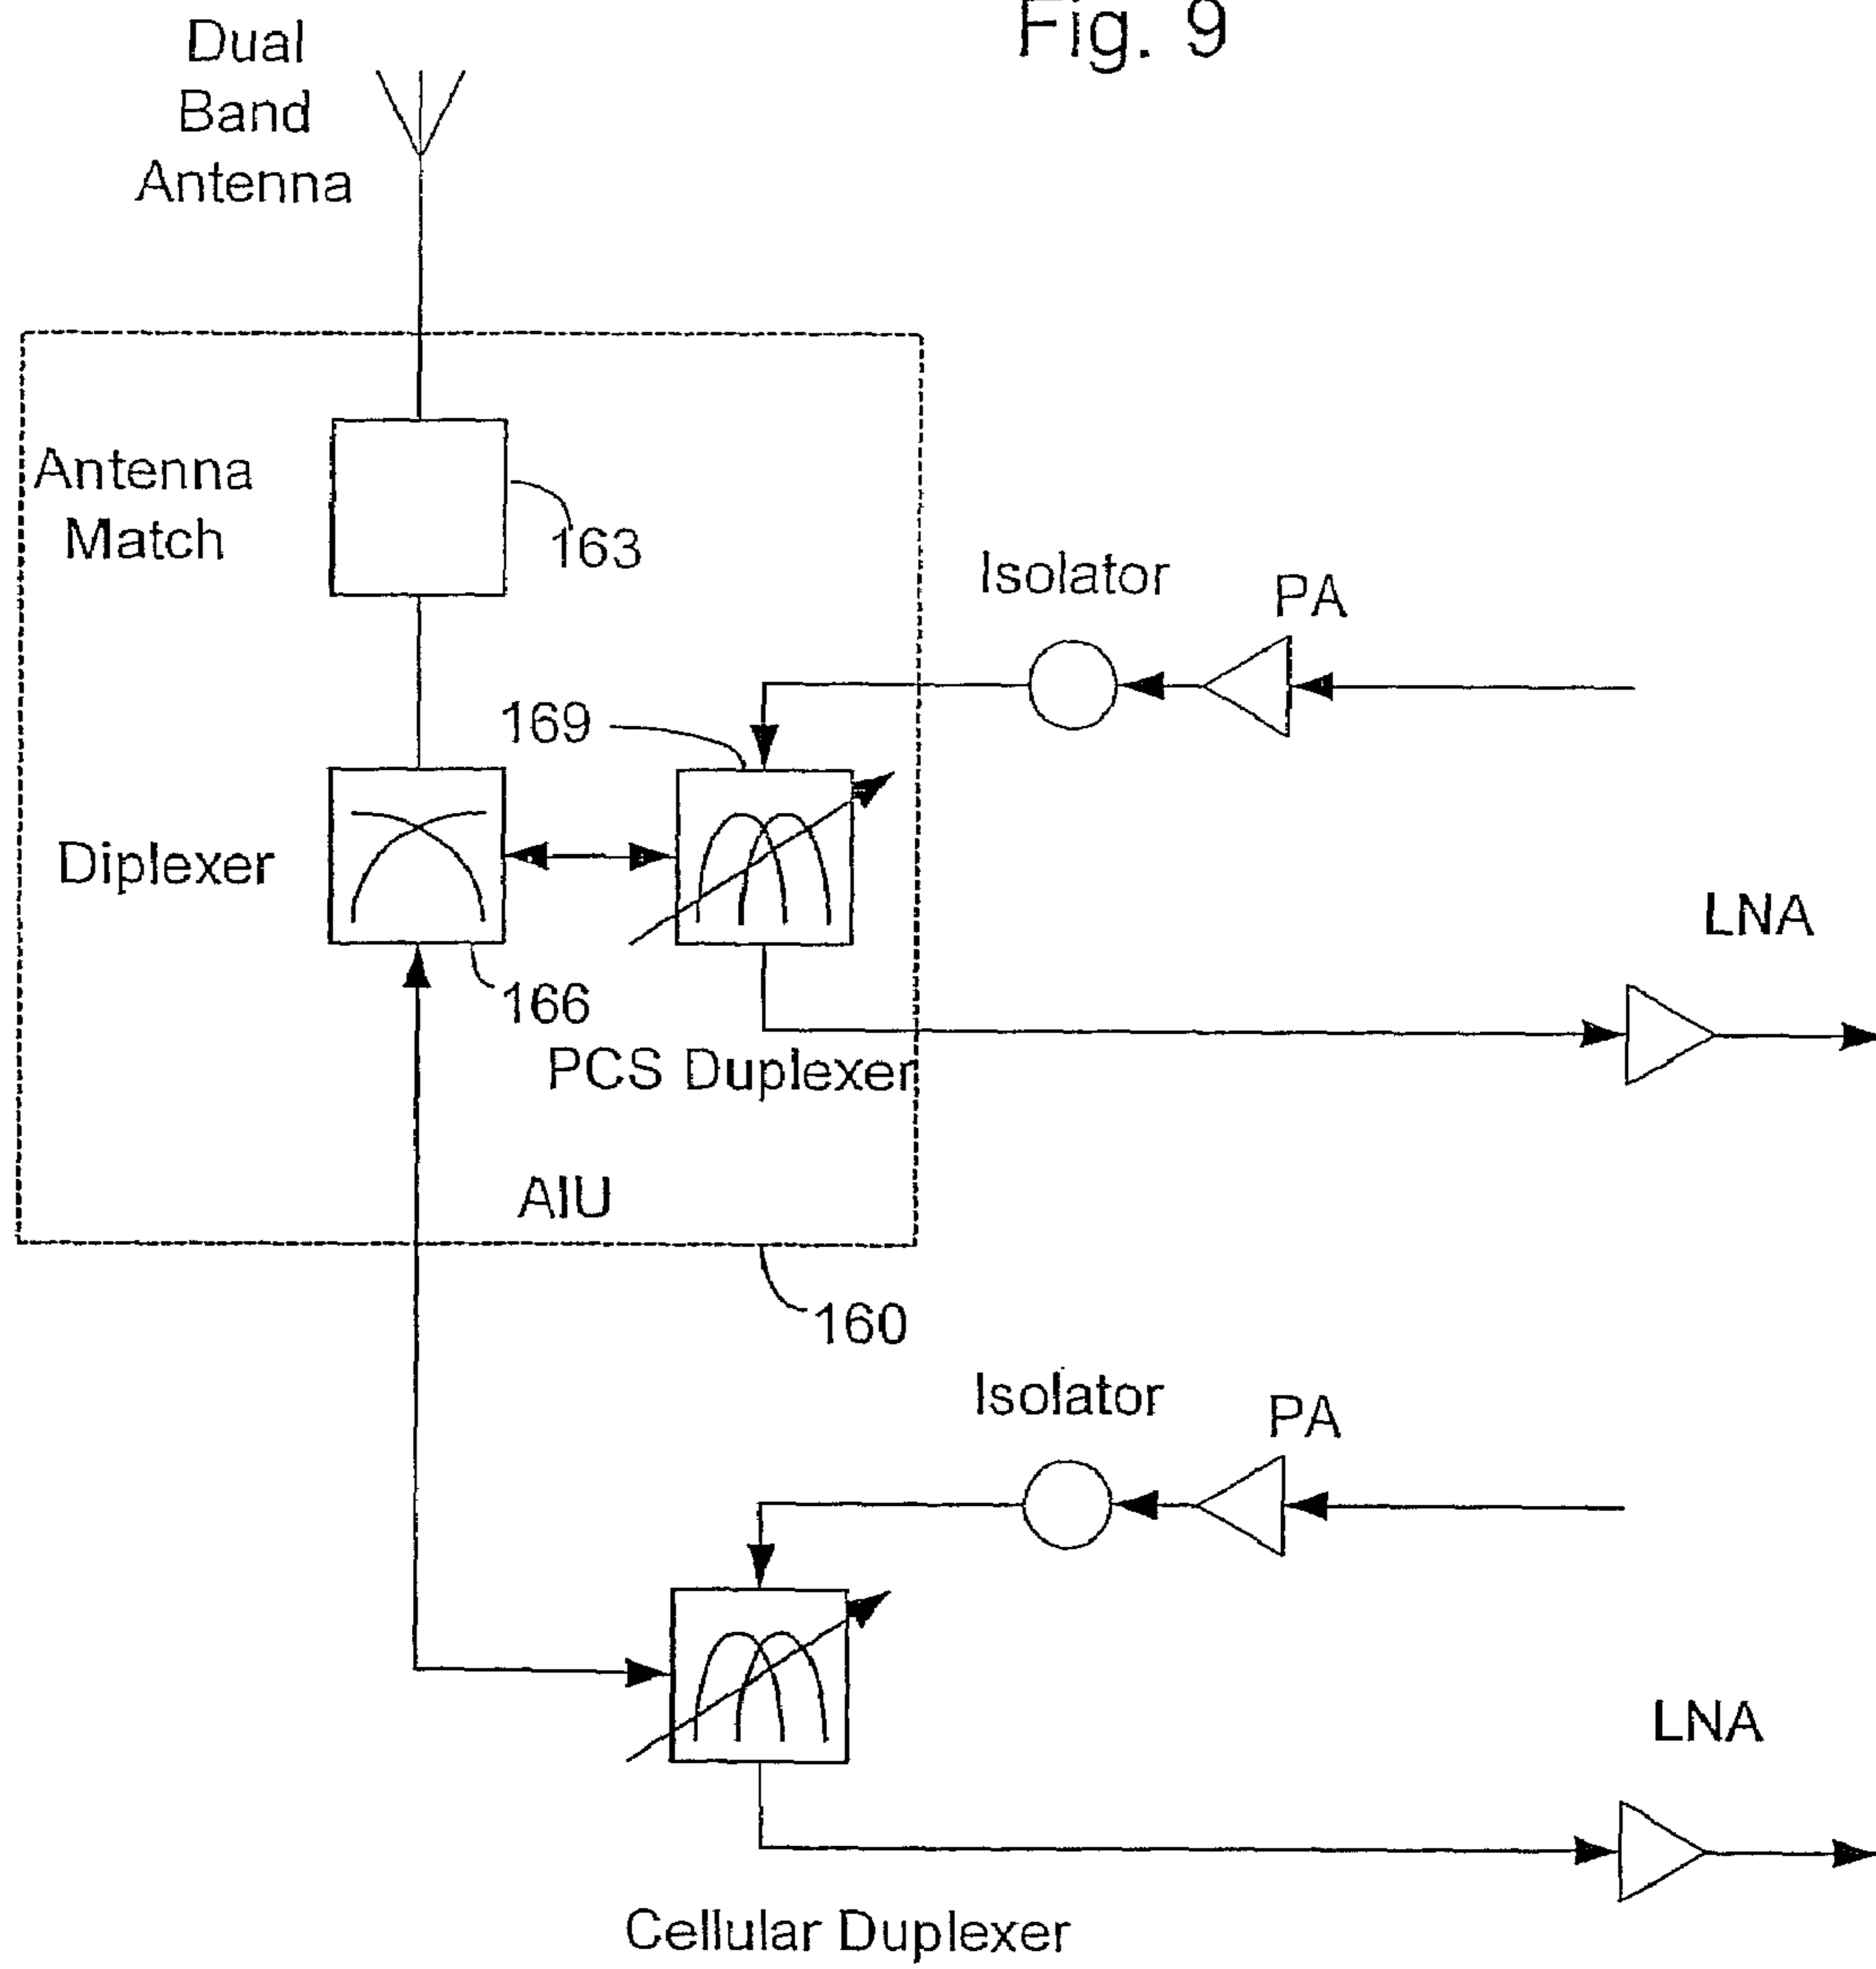 Fig. 9
Dual
Band
Antenna
Antenna
Match
163
Isolator
PA
169
Diplexer
LNA
166
PCS Duplexer
AIU
160
Isolator
PA
LNA
Cellular Duplexer